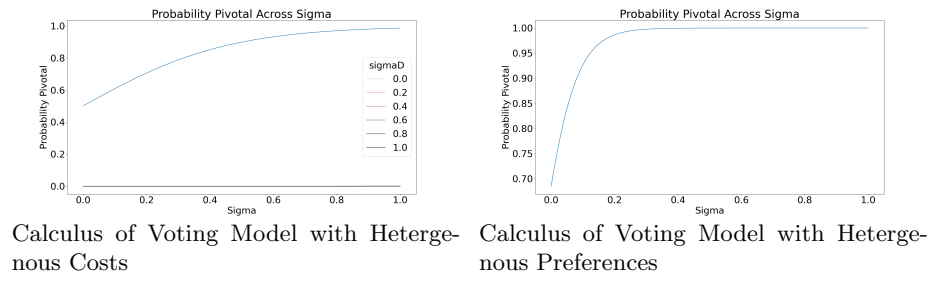 Probability Pivotal Across Sigma
1.0
0.8
0.6
0.4
0.2
0.0
Probability Pivotal
0.0 0.2 0.4 0.6 0.8 1.0
Sigma
sigmaD
0.0
0.2
0.4
0.6
0.8
1.0
Calculus of Voting Model with Heterge-
nous Costs
Probability Pivotal Across Sigma
1.00
0.95
0.90
0.85
0.80
0.75
0.70
Probability Pivotal
0.0 0.2 0.4 0.6 0.8 1.0
Sigma
Calculus of Voting Model with Heterge-
nous Preferences